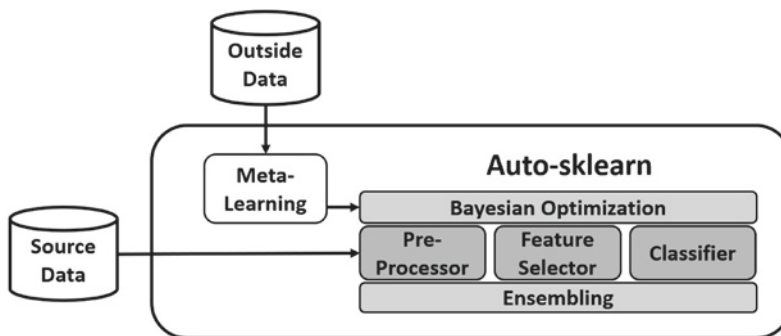 Outside
Data
Auto-sklearn
Meta-
Learning
Bayesian Optimization
Source
Data
Pre-
Processor
Feature
Selector
Classifier
Ensembling